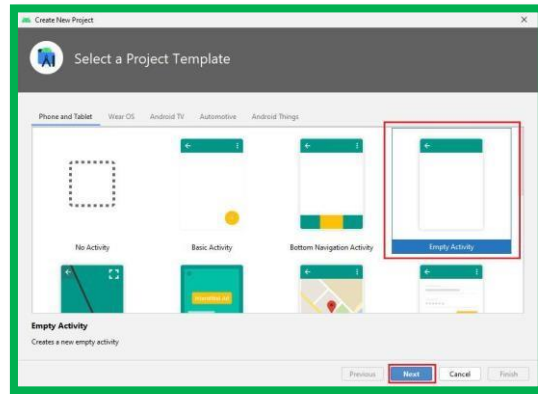 Create New Project
Select a Project Template
Phone and Tablet Wear OS Android TV Automotive Android Things
No Activity Basic Activity Bottom Navigation Activity Empty Activity
Empty Activity
Creates a new empty activity
Previous Next Cancel Finish